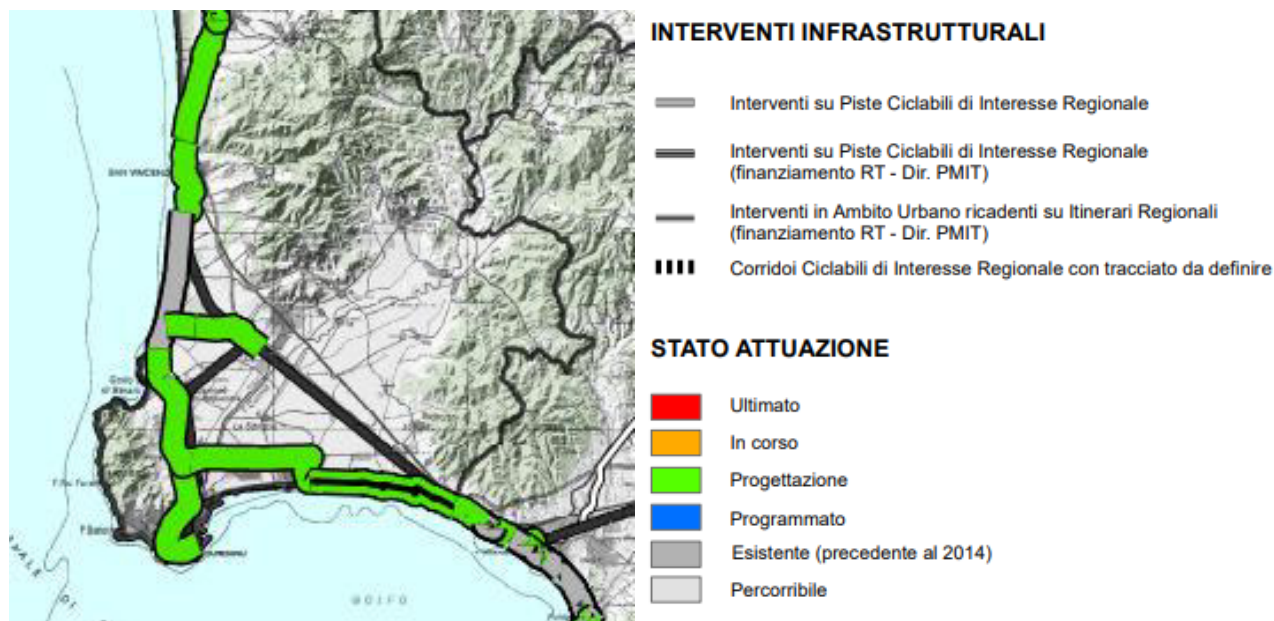 SAN VINCENZO
GOLFO
INTERVENTI INFRASTRUTTURALI
Interventi su Piste Ciclabili di Interesse Regionale
Interventi su Piste Ciclabili di Interesse Regionale
(finanziamento RT - Dir. PMIT)
Interventi in Ambito Urbano ricadenti su Itinerari Regionali
(finanziamento RT - Dir. PMIT)
Corridoi Ciclabili di Interesse Regionale con tracciato da definire
STATO ATTUAZIONE
Ultimato
In corso
Progettazione
Programmato
Esistente (precedente al 2014)
Percorribile